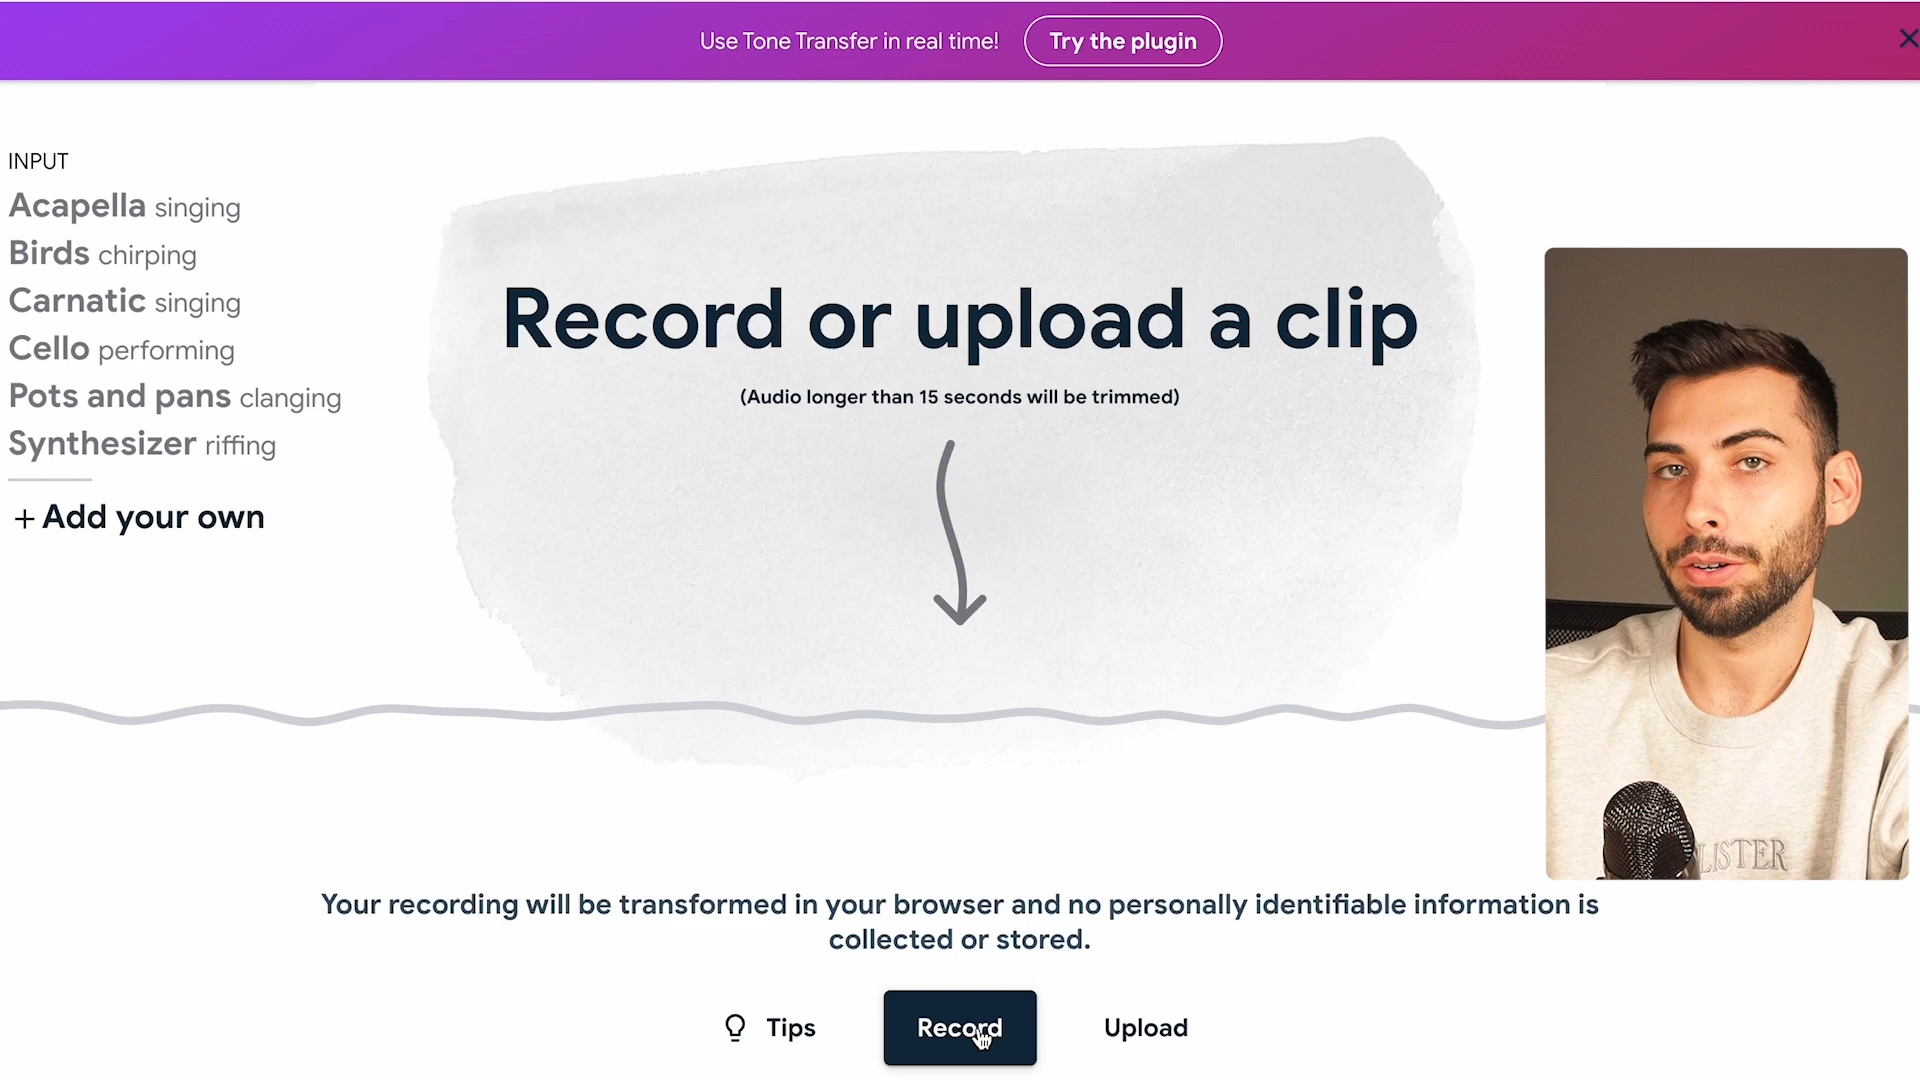 Use Tone Transfer in real time!
Try the plugin
INPUT
Acapella singing
Birds chirping
Carnatic singing
Cello performing
Pots and pans clanging
Synthesizer riffing
+ Add your own
Record or upload a clip
(Audio longer than 15 seconds will be trimmed)
LISTER
Your recording will be transformed in your browser and no personally identifiable information is
collected or stored.
Tips
Record
Upload